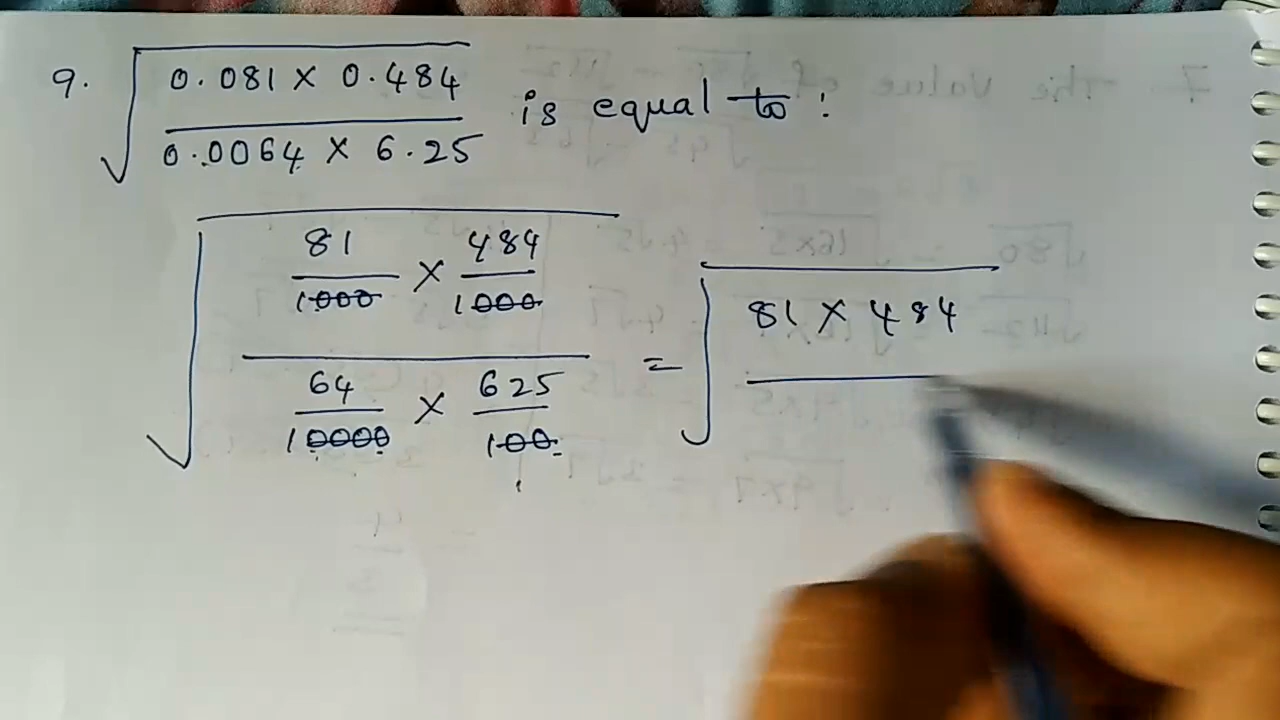 9. √(0.081 × 0.484 / 0.0064 × 6.25) is equal to :
√(81/1000 × 484/1000 / 64/10000 × 625/100) = √(81 × 484